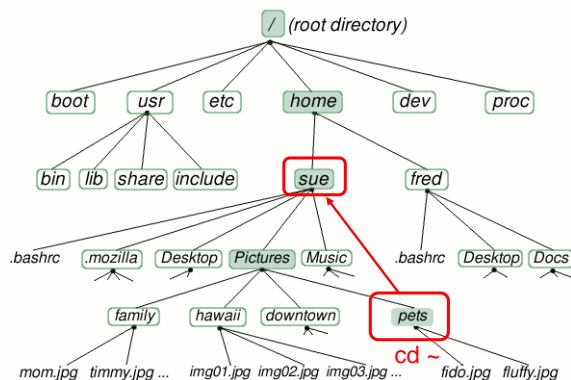 / (root directory)
boot usr etc home dev proc
bin lib share include sue fred
.bashrc .mozilla Desktop Pictures Music .bashrc Desktop Docs
family hawaii downtown pets
cd ~
mom.jpg timmy.jpg ... img01.jpg img02.jpg img03.jpg ... fido.jpg fluffy.jpg